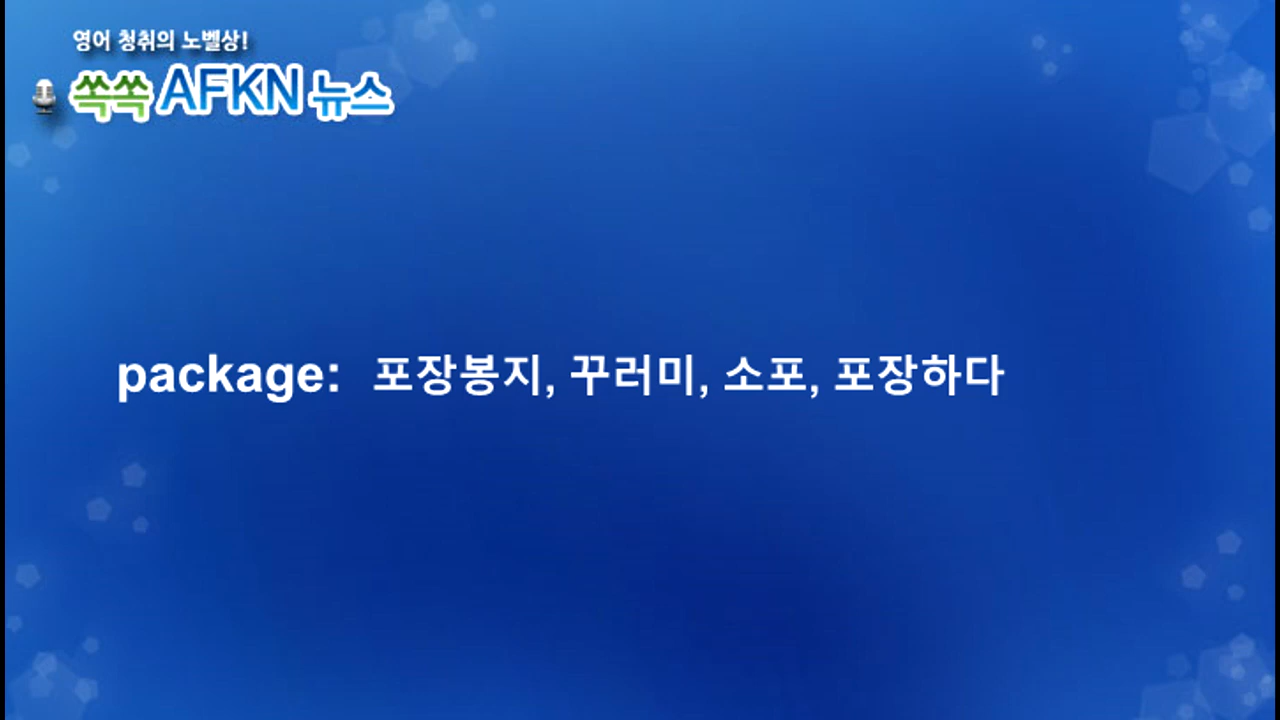 영어 청취의 노벨상!
쏙쏙 AFKN 뉴스
package: 포장봉지, 꾸러미, 소포, 포장하다